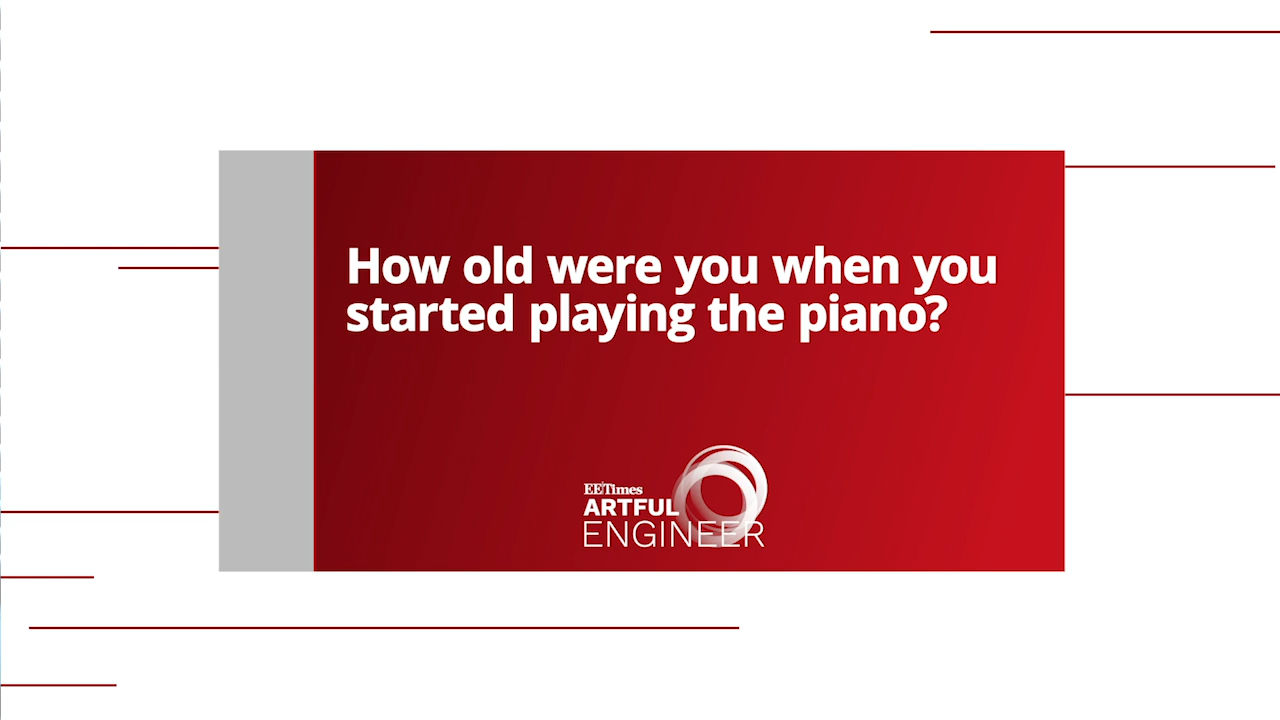 How old were you when you
started playing the piano?
EETimes
ARTFUL
ENGINEER